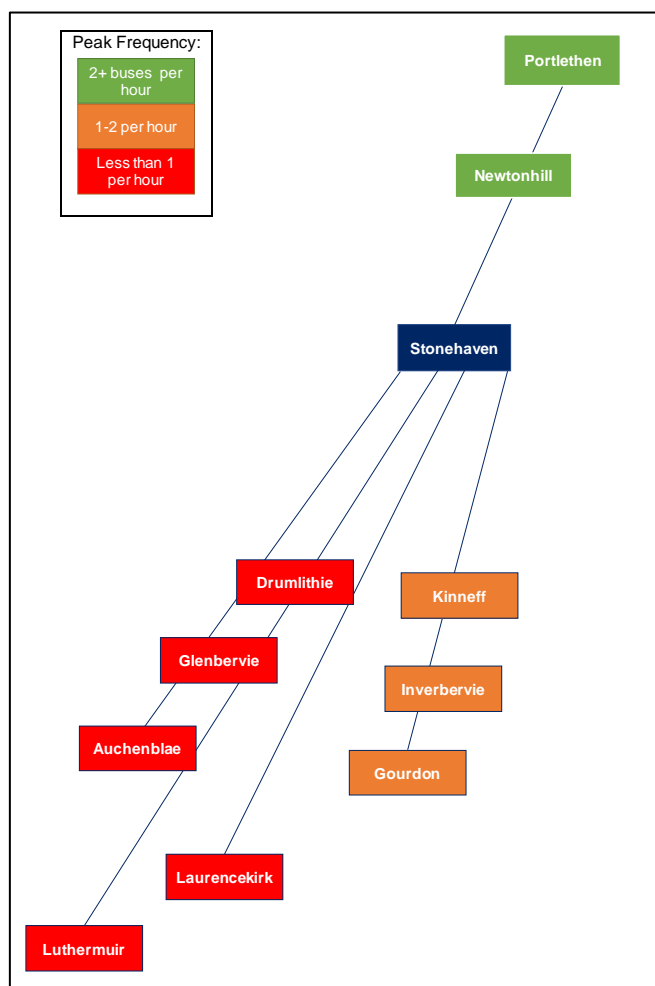 Peak Frequency:
2+ buses per
hour
1-2 per hour
Less than 1
per hour
Portlethen
Newtonhill
Stonehaven
Drumlithie
Kinneff
Glenbervie
Inverbervie
Auchenblae
Gourdon
Laurencekirk
Luthermuir